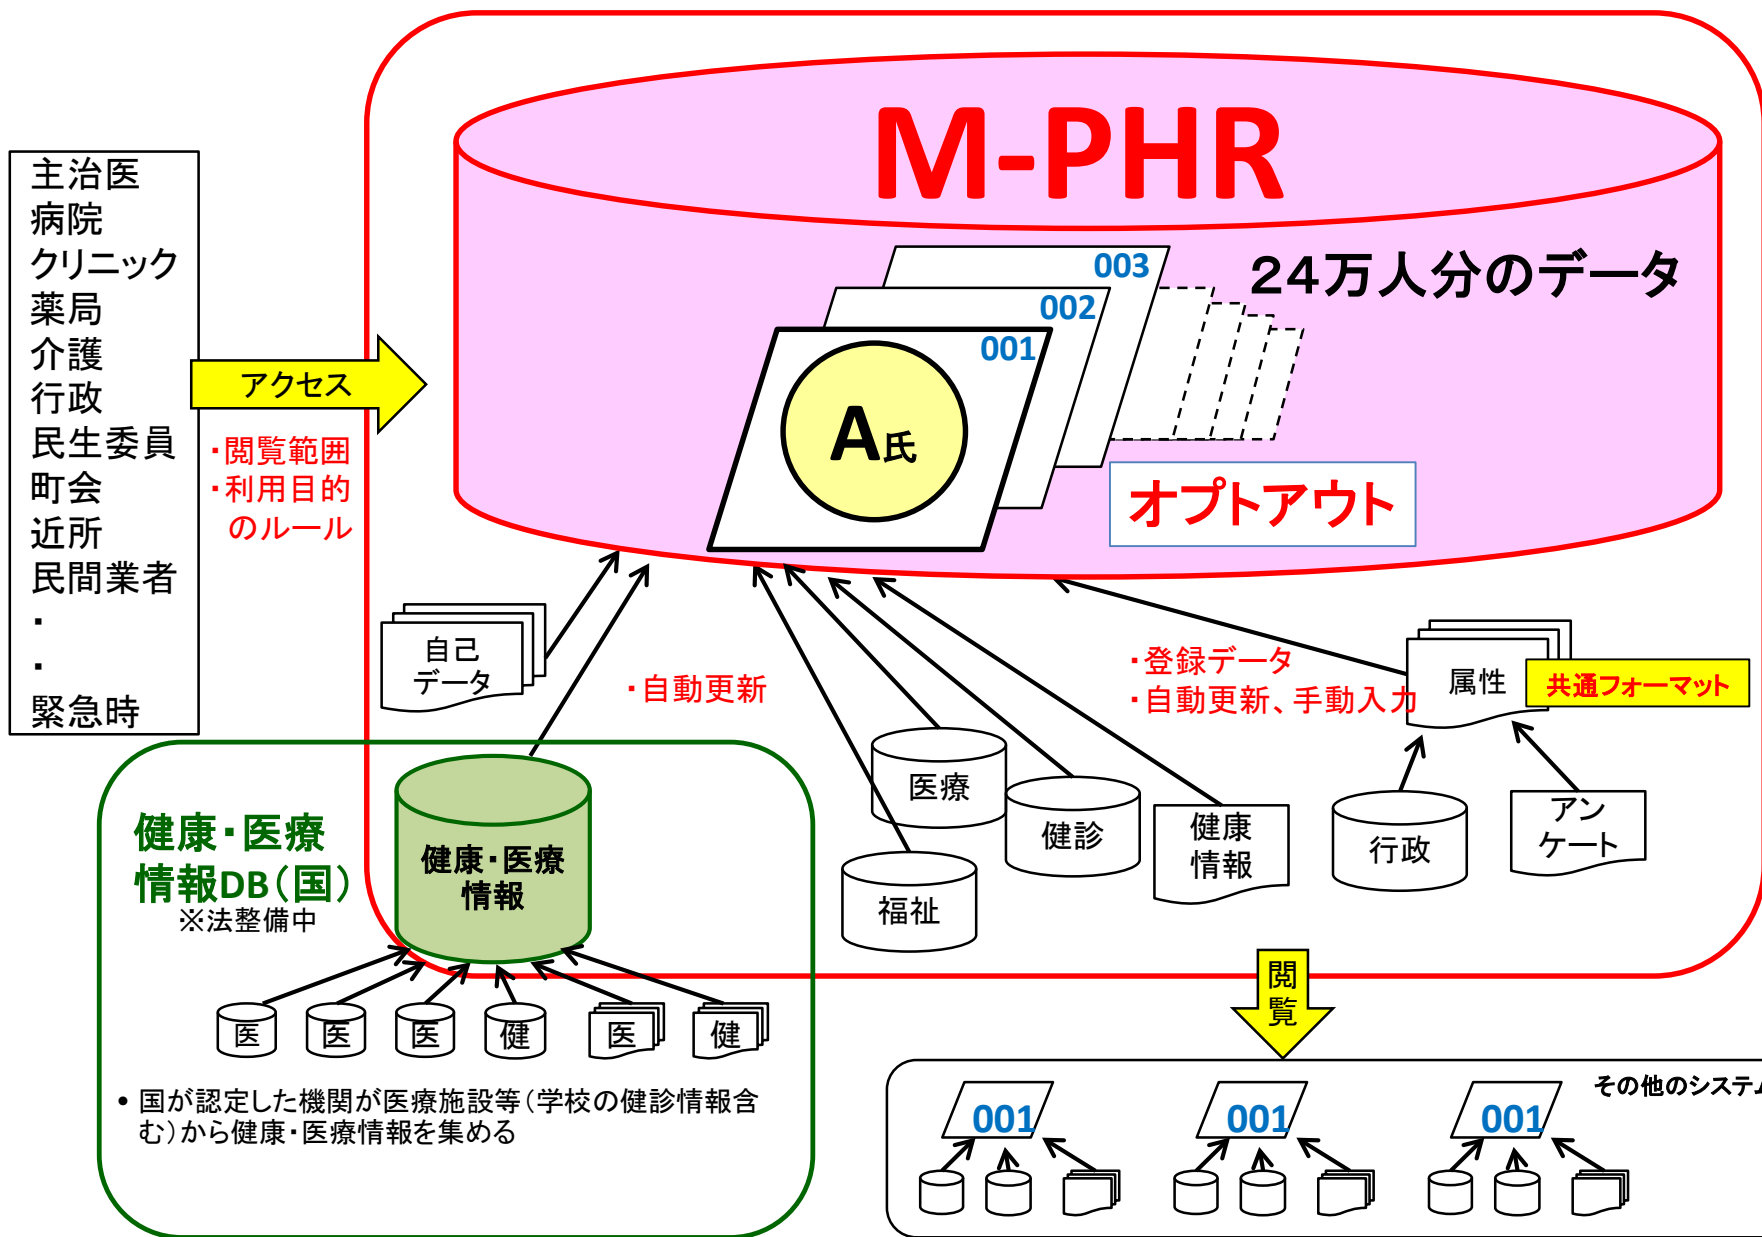 M-PHR
24万人分のデータ
003
002
001
A氏
オプトアウト
主治医
病院
クリニック
薬局
介護
行政
民生委員
町会
近所
民間業者
・
・
緊急時
アクセス
・閲覧範囲
・利用目的
のルール
自己
データ
・自動更新
・登録データ
・自動更新、手動入力
属性
共通フォーマット
医療
健診
健康
情報
福祉
行政
アン
ケート
健康・医療
情報DB（国）
※法整備中
健康・医療
情報
医
医
医
健
医
健
• 国が認定した機関が医療施設等（学校の健診情報含
む）から健康・医療情報を集める
閲
覧
その他のシステム
001
001
001